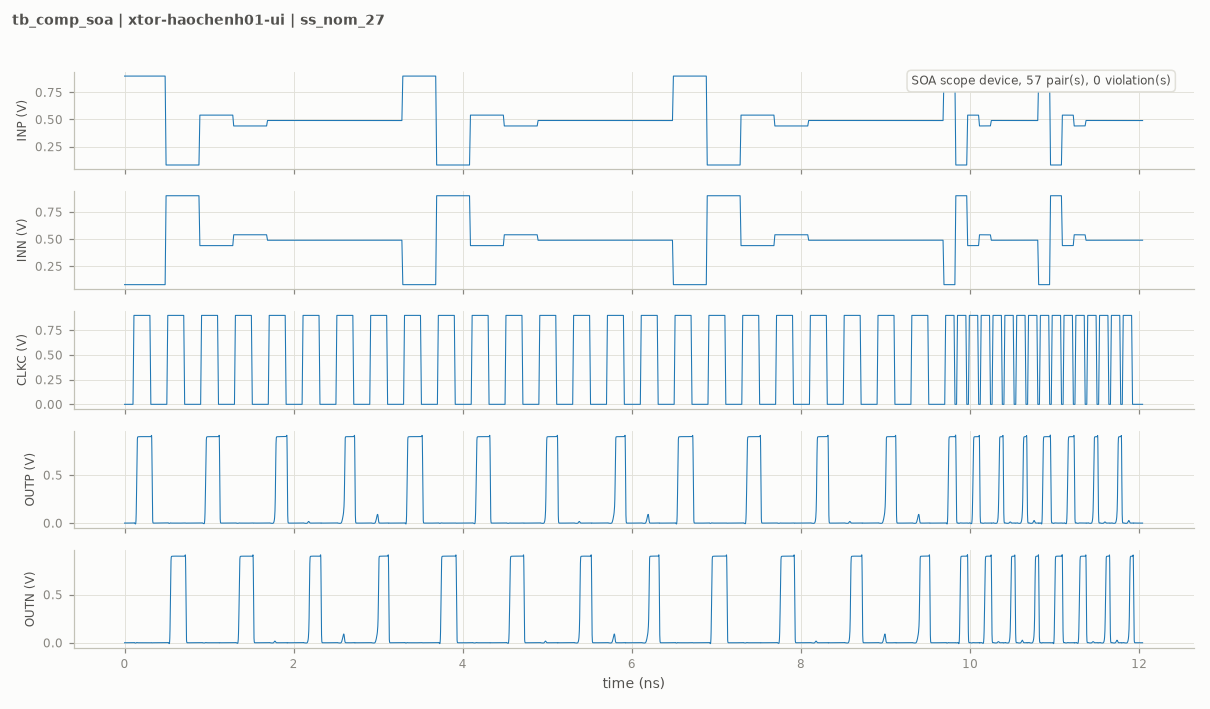 tb_comp_soa | xtor-haochenh01-ui | ss_nom_27
SOA scope device, 57 pair(s), 0 violation(s)
INP (V)
0.75
0.50
0.25
INN (V)
0.75
0.50
0.25
CLKC (V)
0.75
0.50
0.25
0.00
OUTP (V)
0.5
0.0
OUTN (V)
0.5
0.0
0 2 4 6 8 10 12
time (ns)